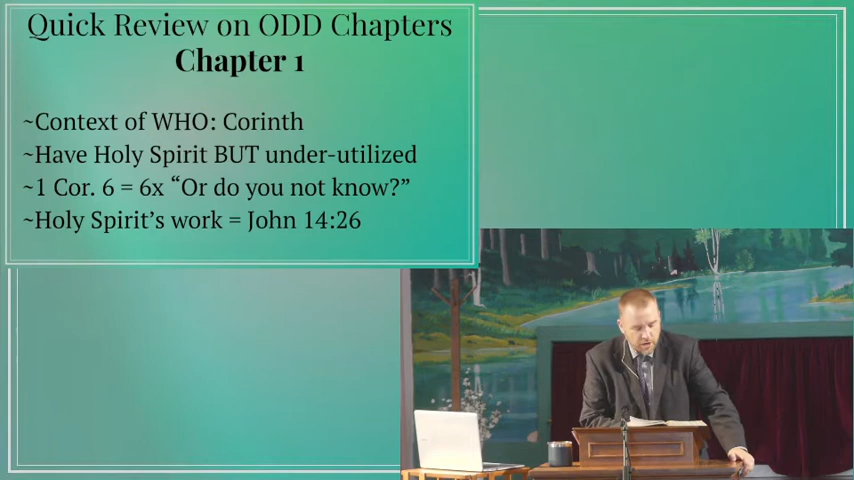 Quick Review on ODD Chapters
Chapter 1
~Context of WHO: Corinth
~Have Holy Spirit BUT under-utilized
~1 Cor. 6 = 6x “Or do you not know?”
~Holy Spirit’s work = John 14:26